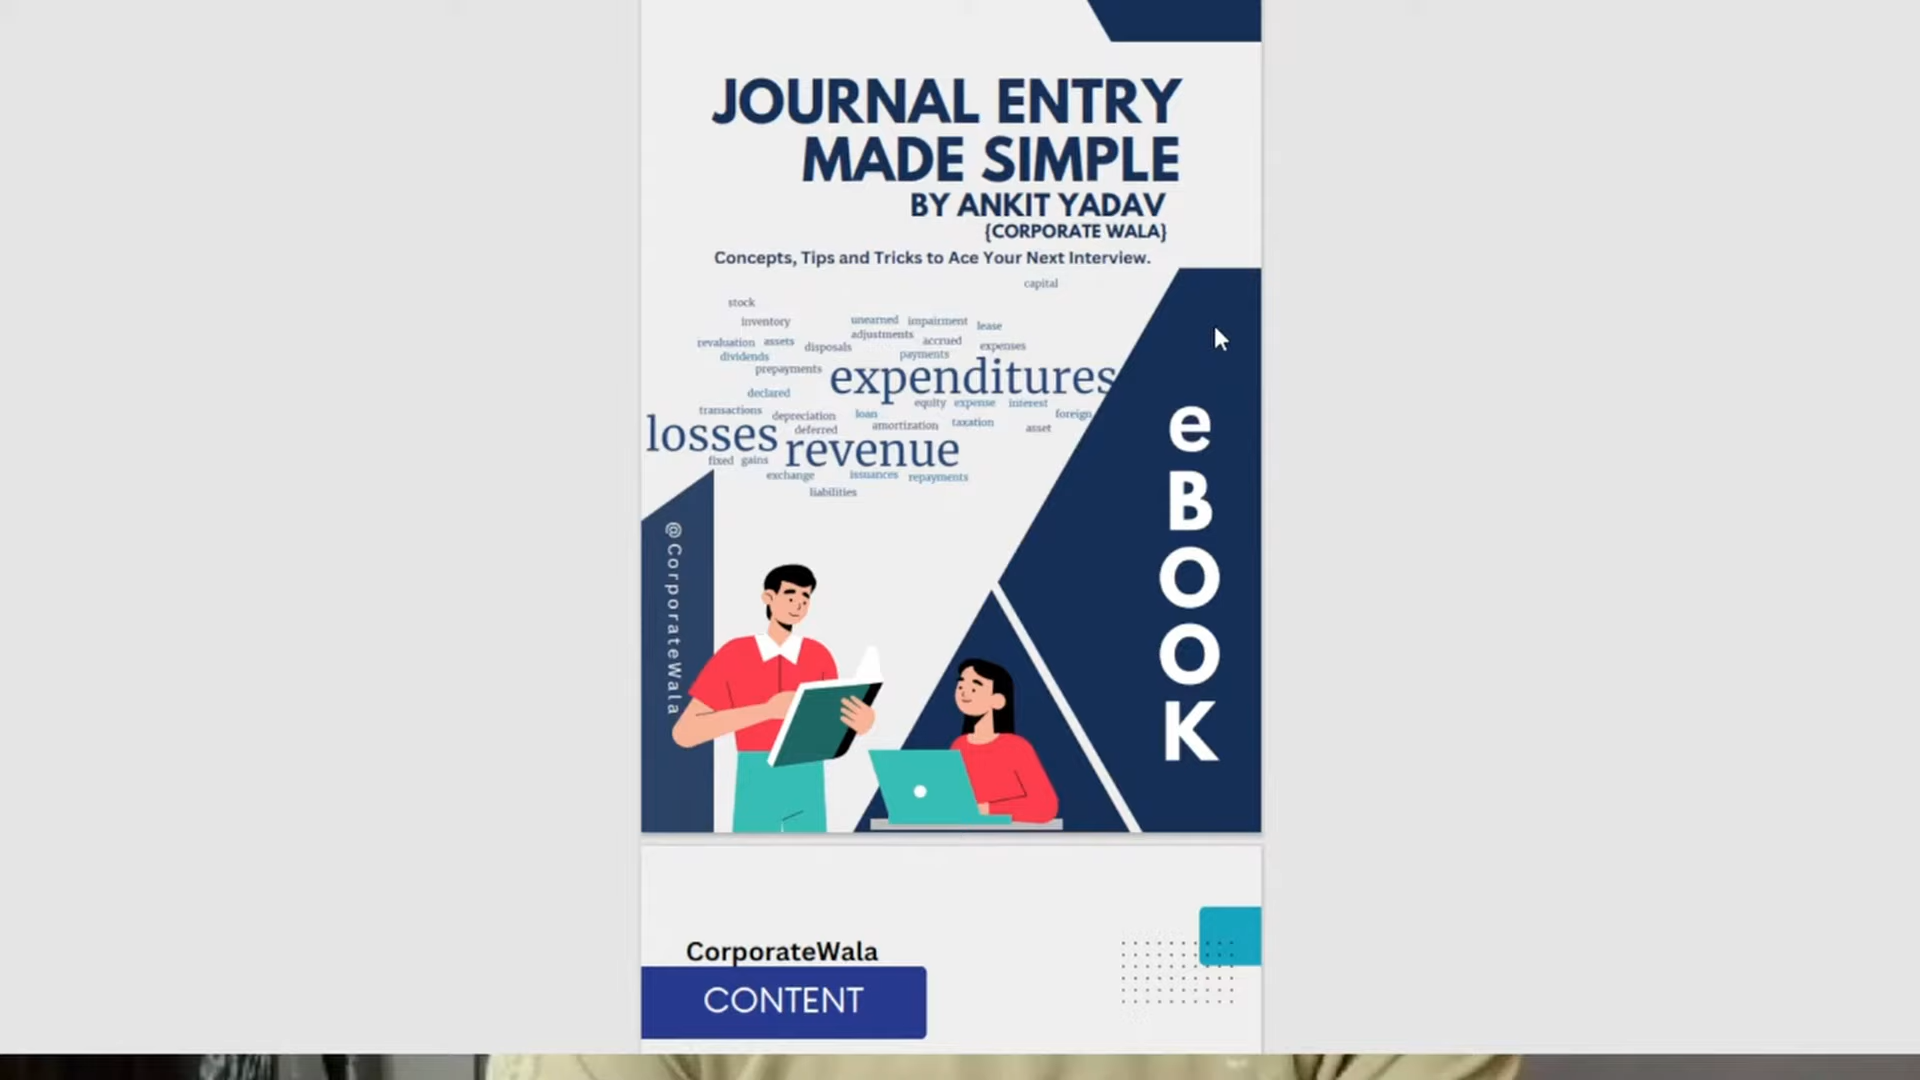 JOURNAL ENTRY
MADE SIMPLE
BY ANKIT YADAV
{CORPORATE WALA}
Concepts, Tips and Tricks to Ace Your Next Interview.
capital
stock
inventory unearned impairment lease
adjustments
revaluation assets disposals accrued expenses
dividends payments
prepayments expenditures
declared equity expense interest
transactions depreciation loan foreign
losses deferred amortization taxation asset
revenue
fixed gains
exchange issuances repayments
liabilities
@CorporateWala
eBOOK
CorporateWala
CONTENT